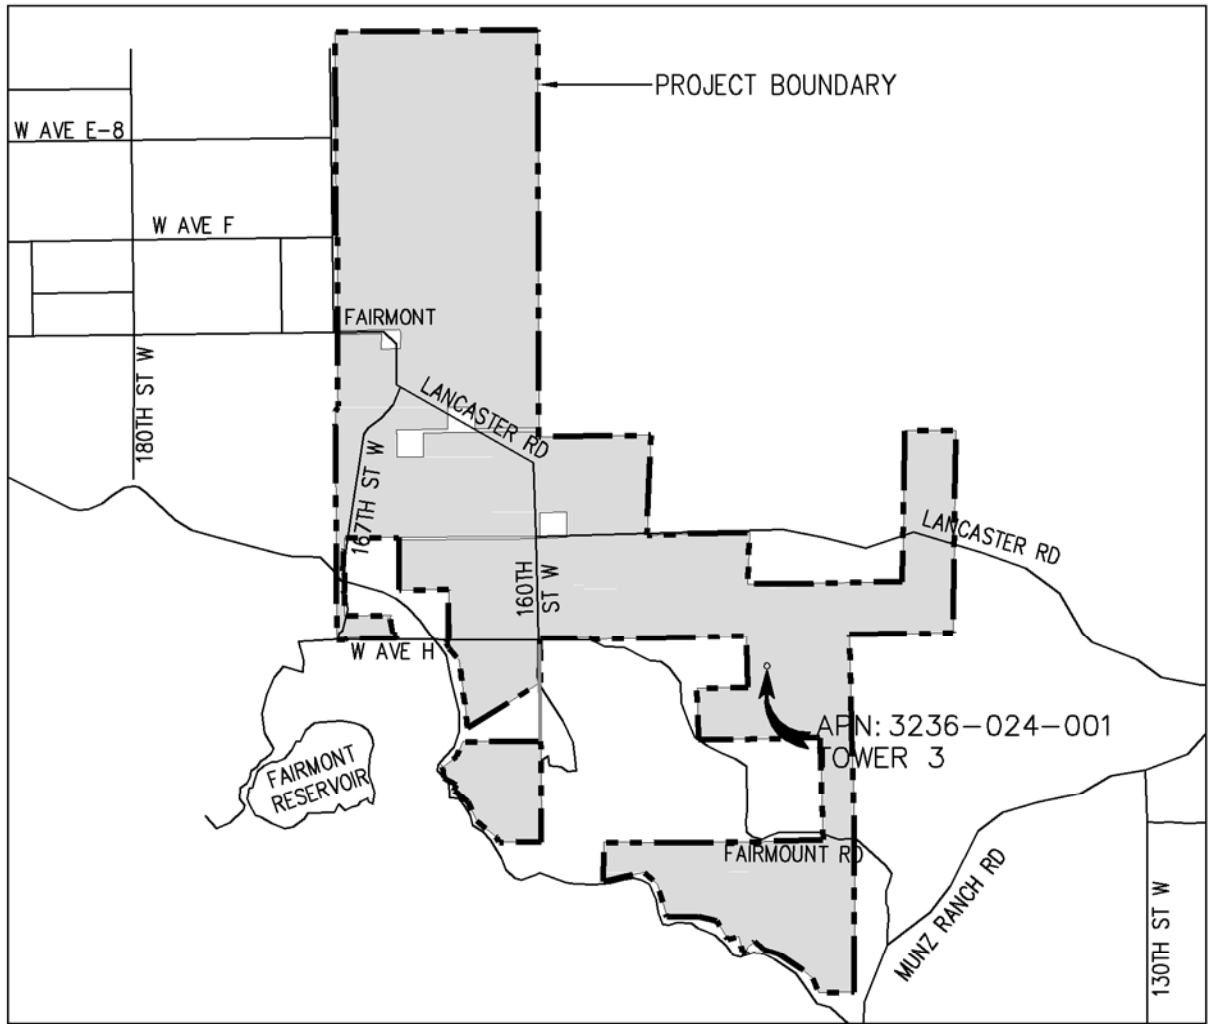 PROJECT BOUNDARY
W AVE E-8
W AVE F
FAIRMONT
180TH ST W
LANCASTER RD
167TH ST W
LANCASTER RD
160TH
ST W
W AVE H
APN: 3236-024-001
TOWER 3
FAIRMONT
RESERVOIR
FAIRMOUNT RD
MUNZ RANCH RD
130TH ST W